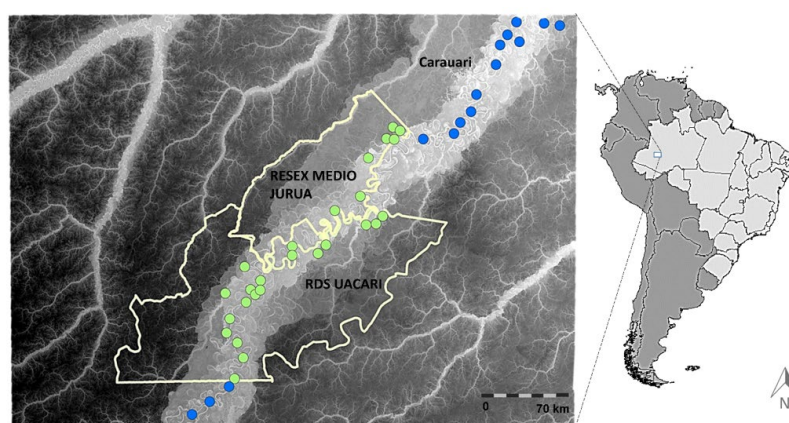 Carauari
RESEX MEDIO
JURUA
RDS UACARI
0 70 km
N